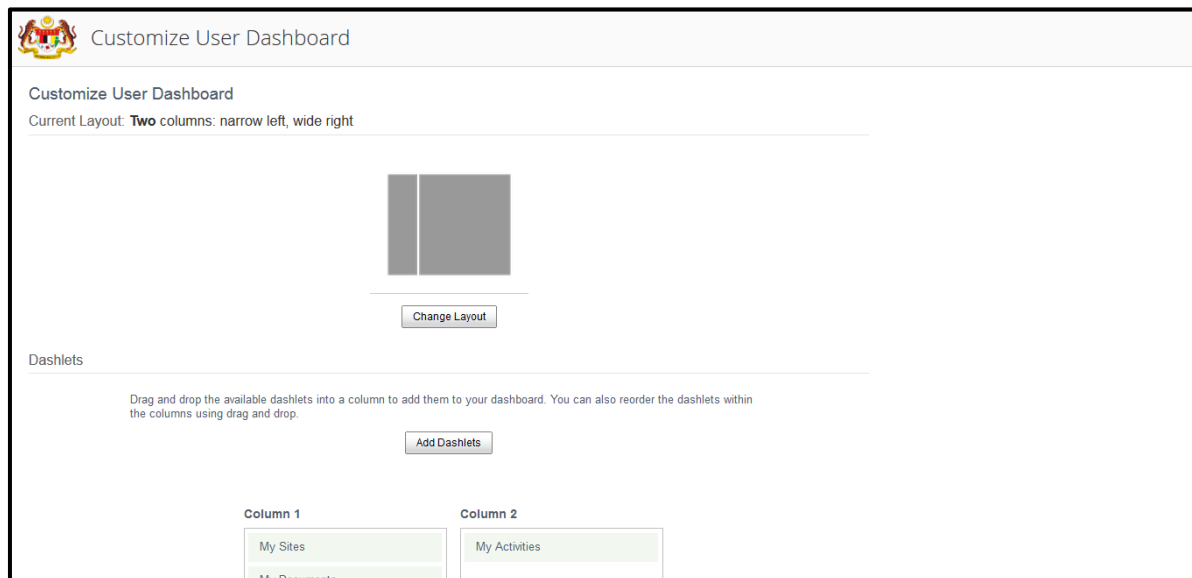 Customize User Dashboard
Customize User Dashboard
Current Layout: Two columns: narrow left, wide right
Change Layout
Dashlets
Drag and drop the available dashlets into a column to add them to your dashboard. You can also reorder the dashlets within
the columns using drag and drop.
Add Dashlets
Column 1
Column 2
My Sites
My Activities
My Documents